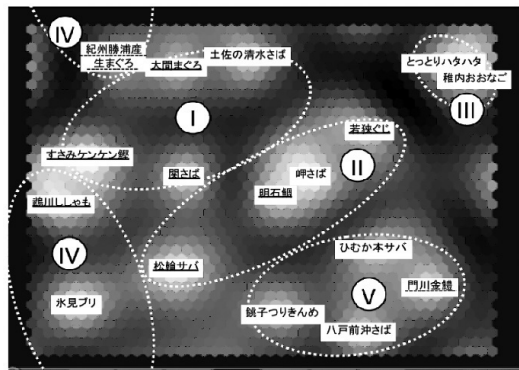 IV
紀州勝浦産
生まぐろ
大間まぐろ
土佐の清水さば
とっとりハタハタ
稚内おおなご
III
I
若狭ぐじ
すさみケンケン鰹
関さば
岬さば
II
明石鯛
鵡川ししゃも
IV
松輪サバ
ひむか本サバ
門川金鱧
氷見ブリ
銚子つりきんめ
V
八戸前沖さば